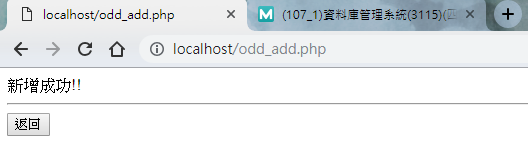 localhost/odd_add.php
(107_1)資料庫管理系統(3115)(四
localhost/odd_add.php
新增成功!!
返回